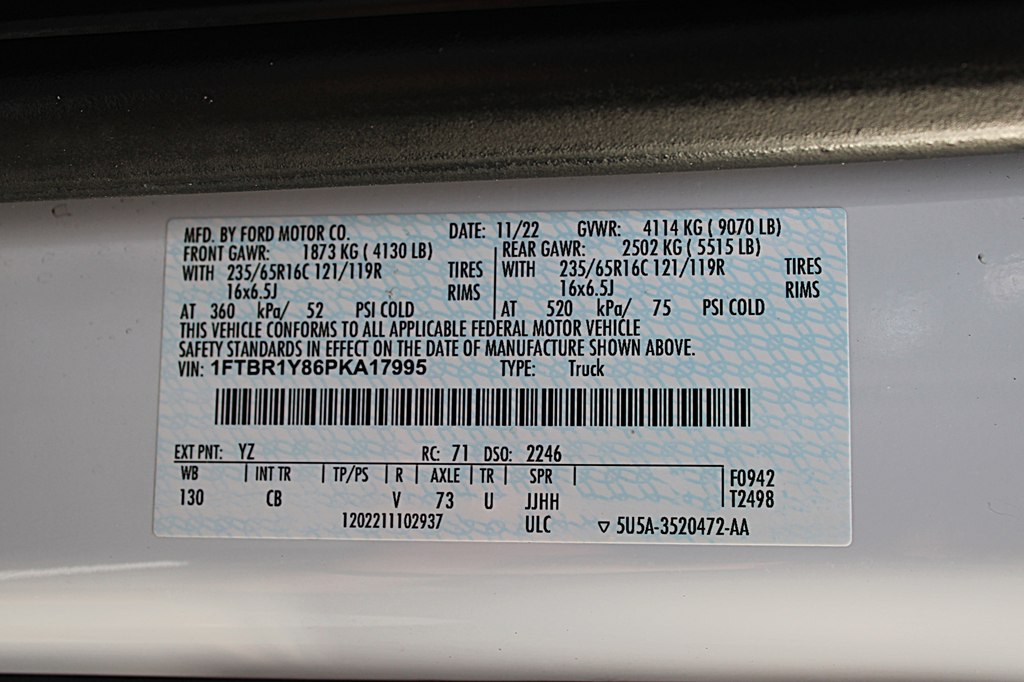 MFD. BY FORD MOTOR CO. DATE: 11/22 GVWR: 4114 KG ( 9070 LB)
FRONT GAWR: 1873 KG ( 4130 LB) REAR GAWR: 2502 KG ( 5515 LB)
WITH 235/65R16C 121/119R TIRES WITH 235/65R16C 121/119R TIRES
16x6.5J RIMS 16x6.5J RIMS
AT 360 kPa/ 52 PSI COLD AT 520 kPa/ 75 PSI COLD
THIS VEHICLE CONFORMS TO ALL APPLICABLE FEDERAL MOTOR VEHICLE
SAFETY STANDARDS IN EFFECT ON THE DATE OF MANUFACTURE SHOWN ABOVE.
VIN: 1FTBR1Y86PKA17995 TYPE: Truck
EXT PNT: YZ RC: 71 DSO: 2246
WB INT TR TP/PS R AXLE TR SPR F0942
130 CB V 73 U JJHH T2498
1202211102937 ULC ▽ 5U5A-3520472-AA